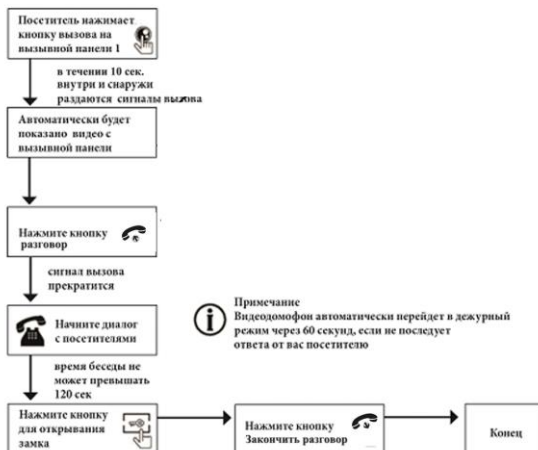 Посетитель нажимает
кнопку вызова на
вызывной панели 1
в течении 10 сек.
внутри и снаружи
раздаются сигналы вызова
Автоматически будет
показано видео с
вызывной панели
Нажмите кнопку
разговор
сигнал вызова
прекратится
Начните диалог
с посетителями
Примечание
Видеодомофон автоматически перейдет в дежурный
режим через 60 секунд, если не последует
ответа от вас посетителю
время беседы не
может превышать
120 сек
Нажмите кнопку
для открывания
замка
Нажмите кнопку
Закончить разговор
Конец